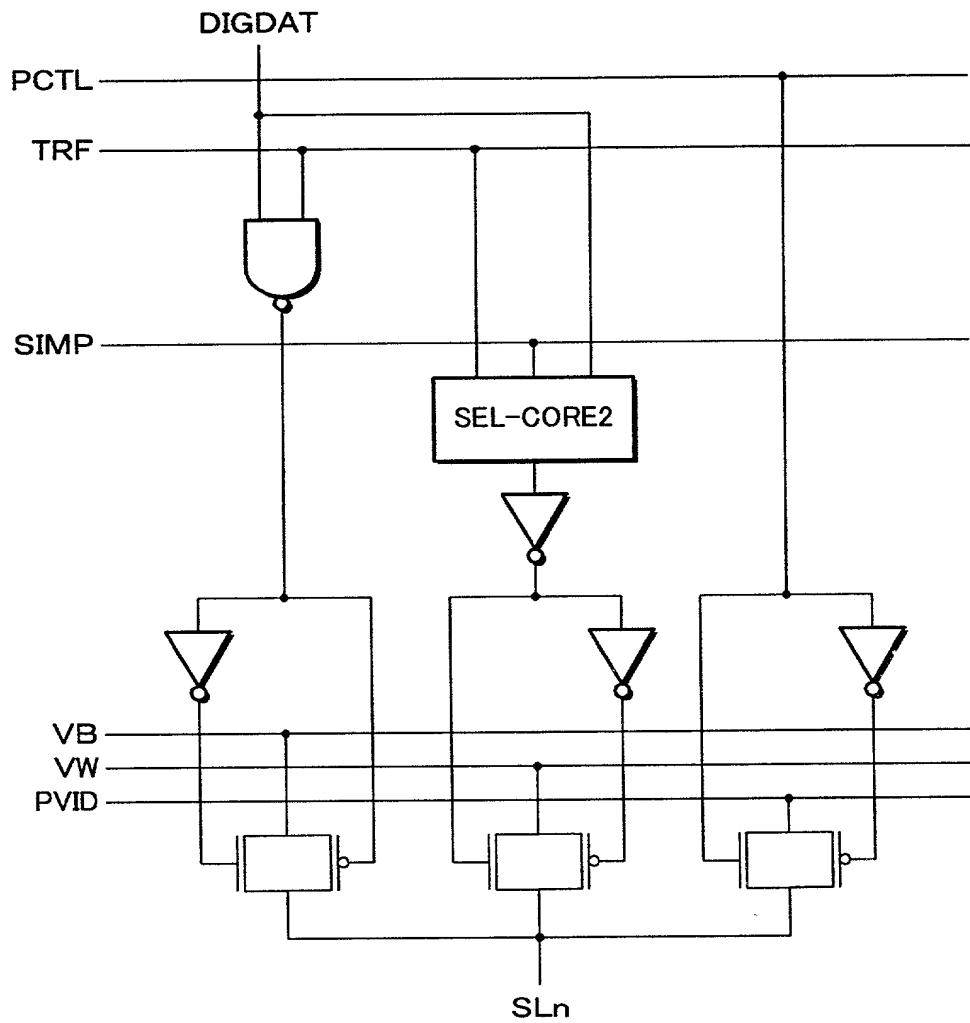 DIGDAT
PCTL
TRF
SIMP
SEL-CORE2
VB
VW
PVID
SLn